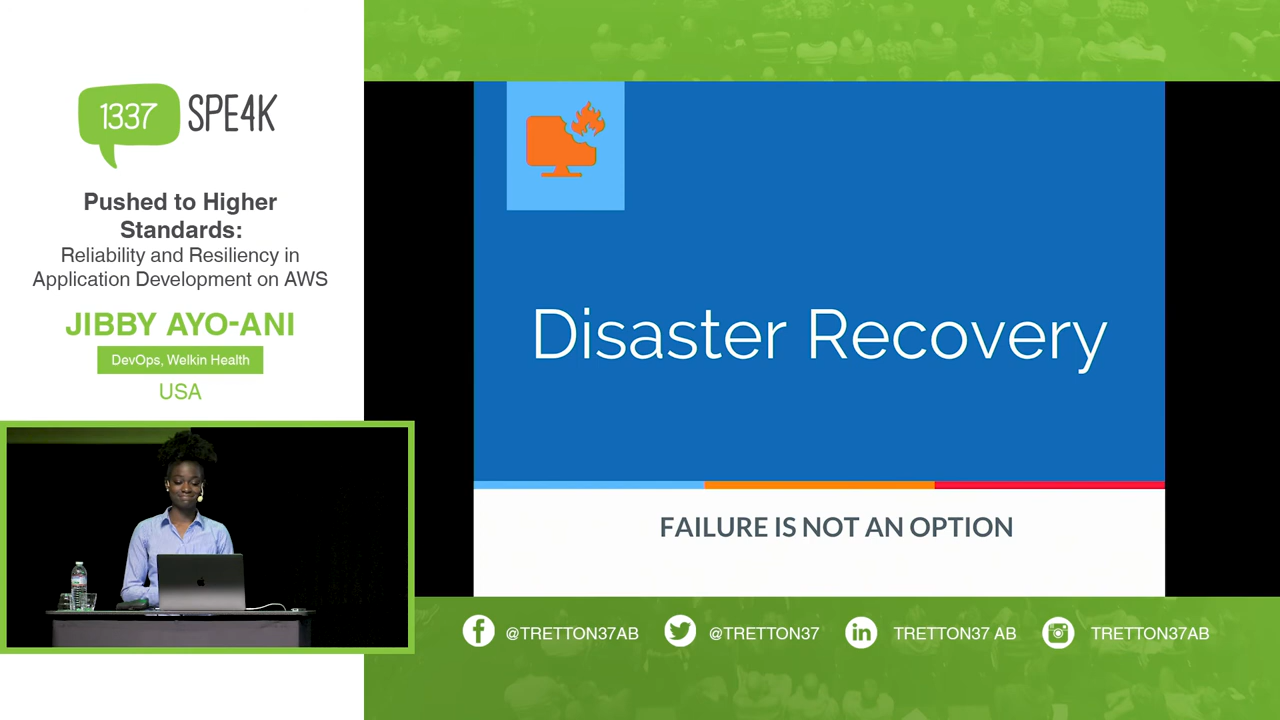 1337
SPE4K
Pushed to Higher
Standards:
Reliability and Resiliency in
Application Development on AWS
JIBBY AYO-ANI
DevOps, Welkin Health
USA
Disaster Recovery
FAILURE IS NOT AN OPTION
@TRETTON37AB
@TRETTON37
TRETTON37 AB
TRETTON37AB